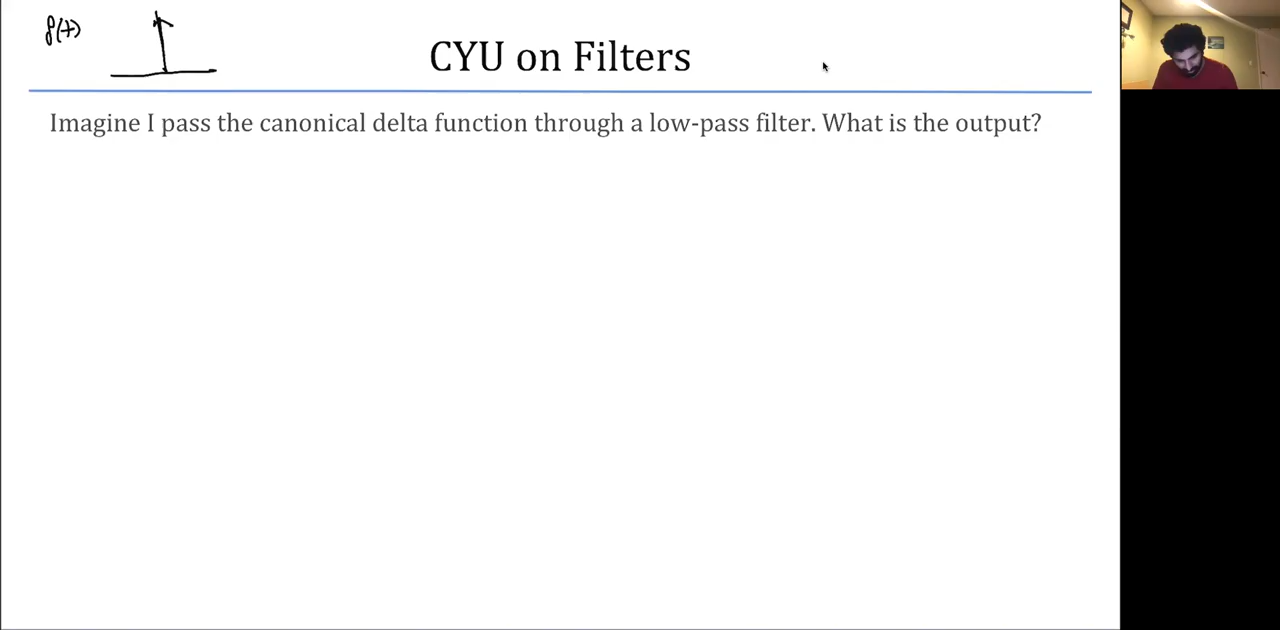 δ(t)
CYU on Filters
Imagine I pass the canonical delta function through a low-pass filter. What is the output?